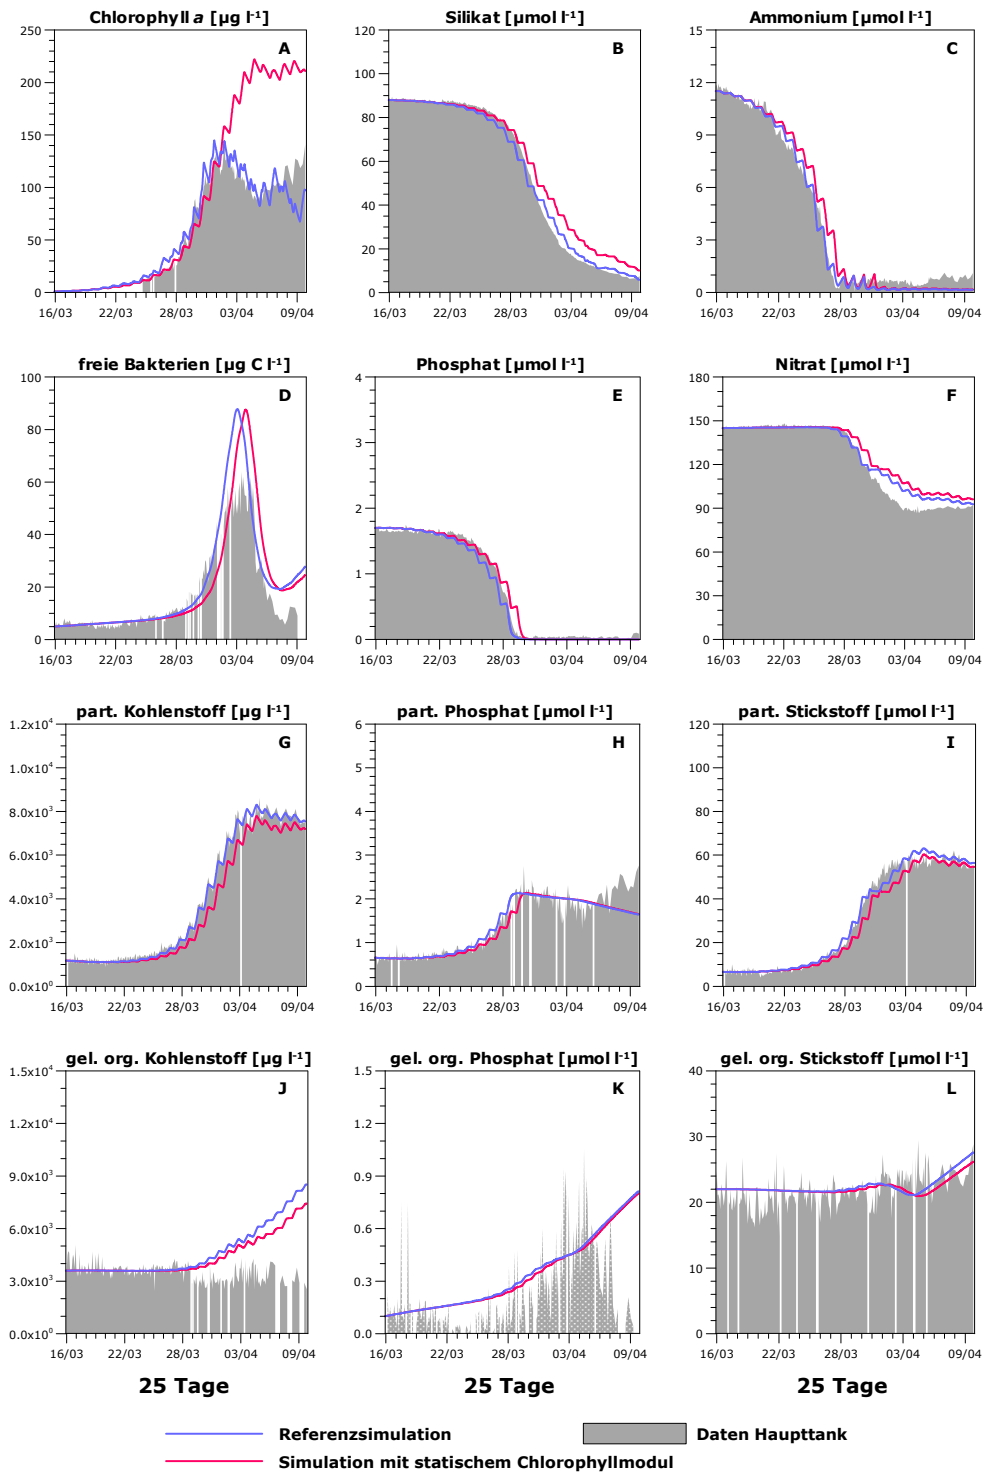 Chlorophyll a [µg l-1]
Silikat [µmol l-1]
Ammonium [µmol l-1]
250
200
150
100
50
0
A
16/03 22/03 28/03 03/04 09/04
120
100
80
60
40
20
0
B
16/03 22/03 28/03 03/04 09/04
15
12
9
6
3
0
C
16/03 22/03 28/03 03/04 09/04
freie Bakterien [µg C l-1]
Phosphat [µmol l-1]
Nitrat [µmol l-1]
100
80
60
40
20
0
D
16/03 22/03 28/03 03/04 09/04
4
3
2
1
0
E
16/03 22/03 28/03 03/04 09/04
180
150
120
90
60
30
0
F
16/03 22/03 28/03 03/04 09/04
part. Kohlenstoff [µg l-1]
part. Phosphat [µmol l-1]
part. Stickstoff [µmol l-1]
1.2x10⁴
1.0x10⁴
8.0x10³
6.0x10³
4.0x10³
2.0x10³
0.0x10⁰
G
16/03 22/03 28/03 03/04 09/04
6
5
4
3
2
1
0
H
16/03 22/03 28/03 03/04 09/04
120
100
80
60
40
20
0
I
16/03 22/03 28/03 03/04 09/04
gel. org. Kohlenstoff [µg l-1]
gel. org. Phosphat [µmol l-1]
gel. org. Stickstoff [µmol l-1]
1.5x10⁴
1.2x10⁴
9.0x10³
6.0x10³
3.0x10³
0.0x10⁰
J
16/03 22/03 28/03 03/04 09/04
1.5
1.2
0.9
0.6
0.3
0.0
K
16/03 22/03 28/03 03/04 09/04
40
30
20
10
0
L
16/03 22/03 28/03 03/04 09/04
25 Tage
25 Tage
25 Tage
Referenzsimulation
Daten Haupttank
Simulation mit statischem Chlorophyllmodul